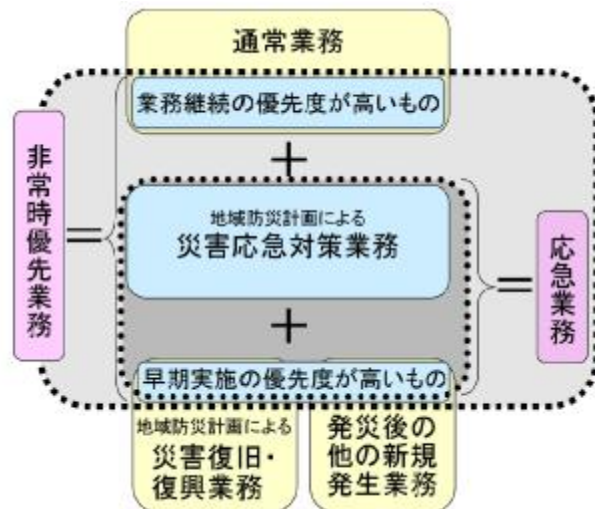 通常業務
業務継続の優先度が高いもの
＋
非常時優先業務
＝
地域防災計画による
災害応急対策業務
＝
応急業務
＋
早期実施の優先度が高いもの
地域防災計画による
災害復旧・
復興業務
発災後の
他の新規
発生業務